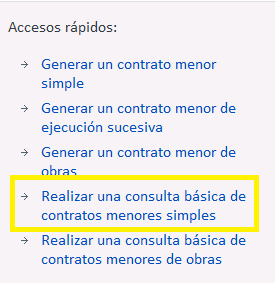 Accesos rápidos:
→ Generar un contrato menor
simple
→ Generar un contrato menor de
ejecución sucesiva
→ Generar un contrato menor de
obras
→ Realizar una consulta básica de
contratos menores simples
→ Realizar una consulta básica de
contratos menores de obras